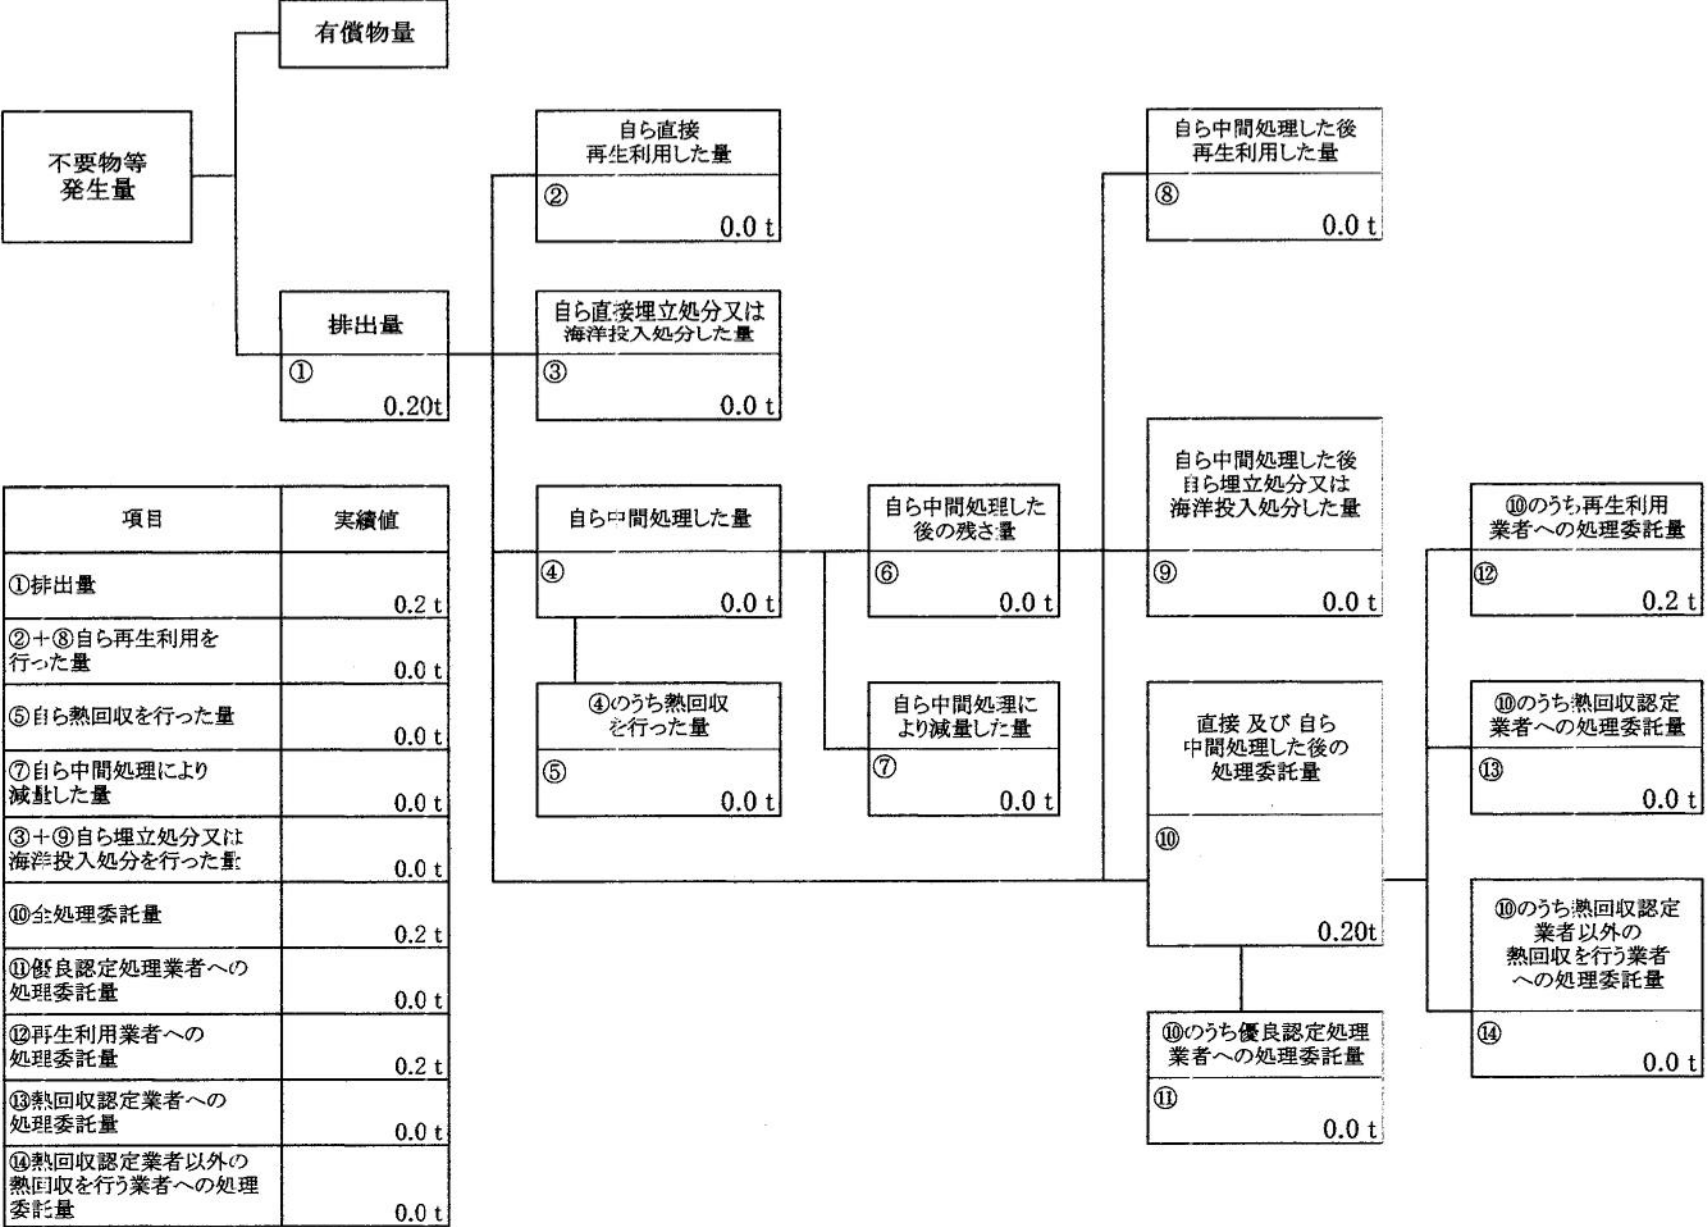 有償物量
不要物等
発生量
排出量
①
0.20t
自ら直接
再生利用した量
②
0.0 t
自ら直接埋立処分又は
海洋投入処分した量
③
0.0 t
自ら中間処理した量
④
0.0 t
④のうち熱回収
を行った量
⑤
0.0 t
自ら中間処理した
後の残さ量
⑥
0.0 t
自ら中間処理に
より減量した量
⑦
0.0 t
自ら中間処理した後
再生利用した量
⑧
0.0 t
自ら中間処理した後
自ら埋立処分又は
海洋投入処分した量
⑨
0.0 t
直接 及び 自ら
中間処理した後の
処理委託量
⑩
0.20t
⑩のうち優良認定処理
業者への処理委託量
⑪
0.0 t
⑩のうち再生利用
業者への処理委託量
⑫
0.2 t
⑩のうち熱回収認定
業者への処理委託量
⑬
0.0 t
⑩のうち熱回収認定
業者以外の
熱回収を行う業者
への処理委託量
⑭
0.0 t
項目 実績値
①排出量
0.2 t
②＋⑧自ら再生利用を
行った量
0.0 t
⑤自ら熱回収を行った量
0.0 t
⑦自ら中間処理により
減量した量
0.0 t
③＋⑨自ら埋立処分又は
海洋投入処分を行った量
0.0 t
⑩全処理委託量
0.2 t
⑪優良認定処理業者への
処理委託量
0.0 t
⑫再生利用業者への
処理委託量
0.2 t
⑬熱回収認定業者への
処理委託量
0.0 t
⑭熱回収認定業者以外の
熱回収を行う業者への処理
委託量
0.0 t